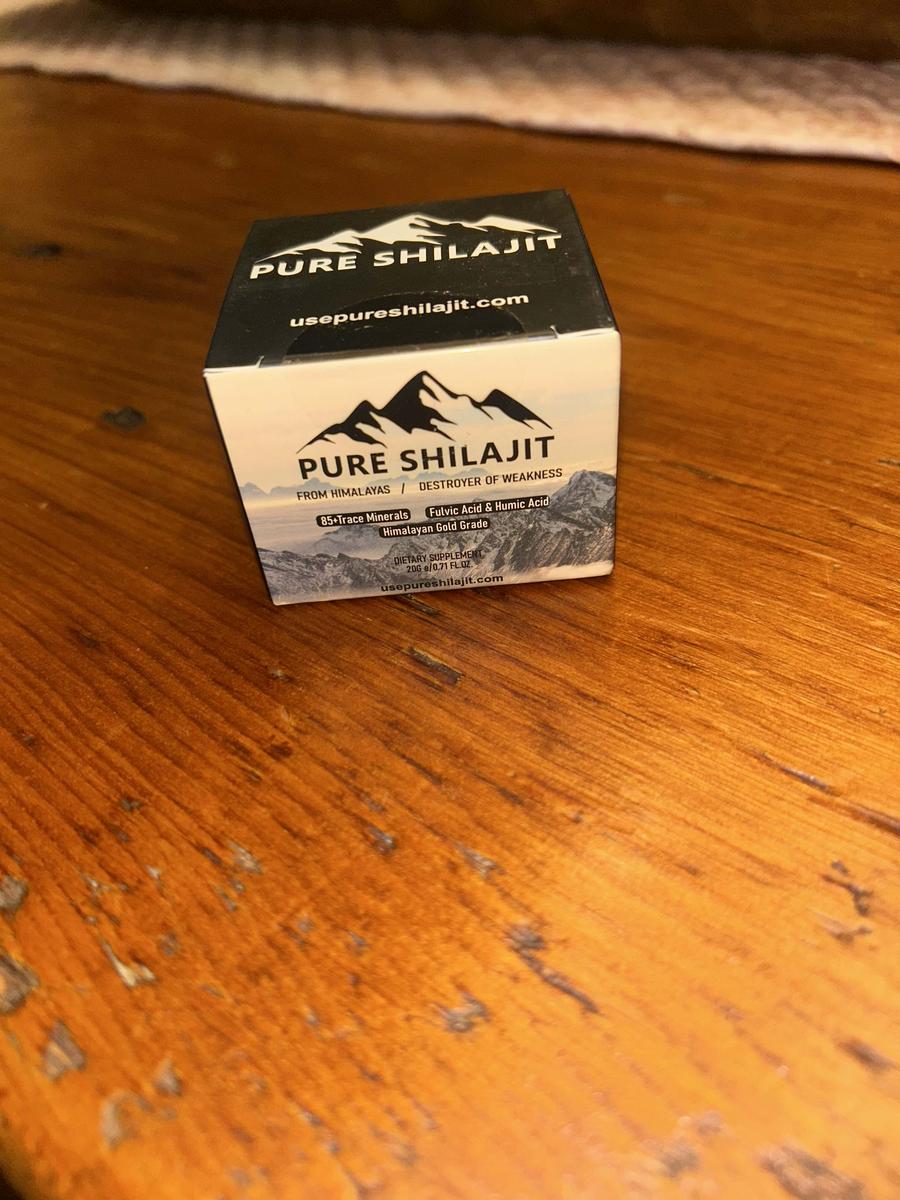 PURE SHILAJIT
usepureshilajit.com
PURE SHILAJIT
FROM HIMALAYAS / DESTROYER OF WEAKNESS
85+Trace Minerals Fulvic Acid & Humic Acid
Himalayan Gold Grade
DIETARY SUPPLEMENT
20G e/0.71 FL.OZ.
usepureshilajit.com